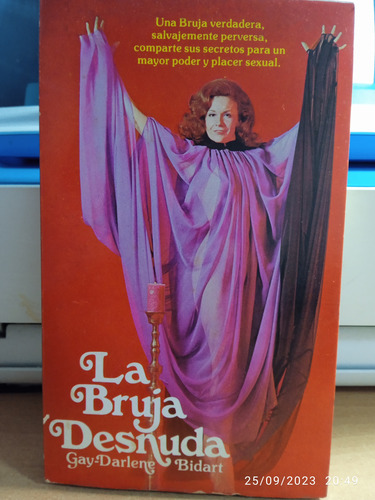 Una Bruja verdadera,
salvajemente perversa,
comparte sus secretos para un
mayor poder y placer sexual.
La
Bruja
Desnuda
Gay-Darlene Bidart
25/09/2023 20:49